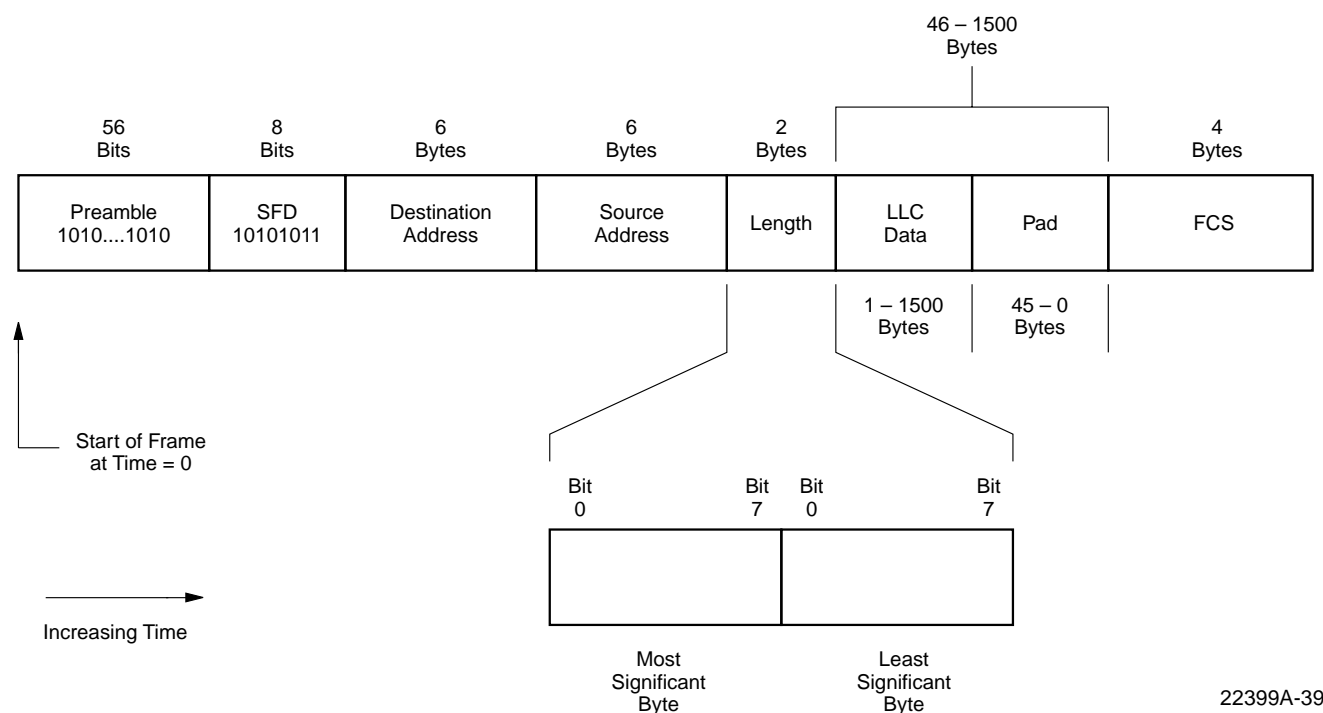 46 – 1500
Bytes
56
Bits
8
Bits
6
Bytes
6
Bytes
2
Bytes
4
Bytes
Preamble
1010....1010
SFD
10101011
Destination
Address
Source
Address
Length
LLC
Data
Pad
FCS
1 – 1500
Bytes
45 – 0
Bytes
Start of Frame
at Time = 0
Bit
0
Bit
7
Bit
0
Bit
7
Increasing Time
Most
Significant
Byte
Least
Significant
Byte
22399A-39